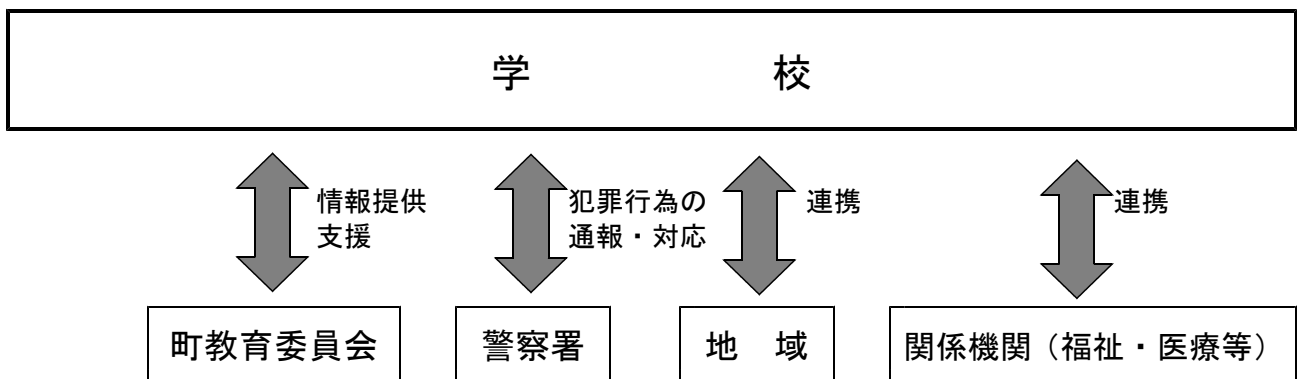 学　校
情報提供
支援
犯罪行為の
通報・対応
連携
連携
町教育委員会
警察署
地　域
関係機関（福祉・医療等）